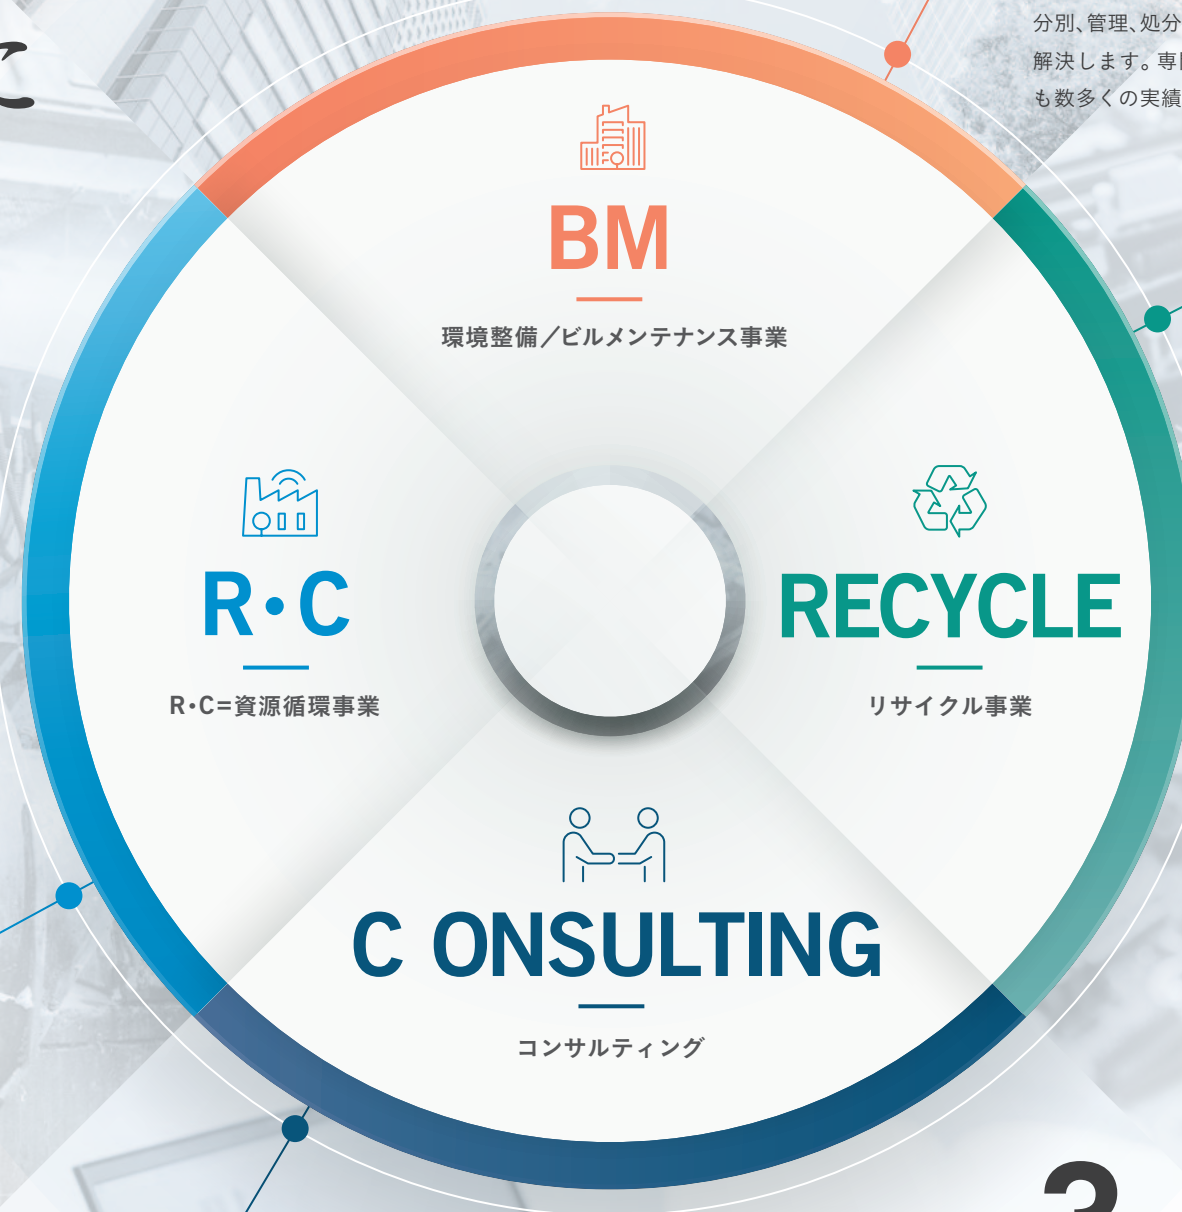 に
分別、管理、処分
解決します。専
も数多くの実績
BM
環境整備／ビルメンテナンス事業
R・C
R・C=資源循環事業
RECYCLE
リサイクル事業
C ONSULTING
コンサルティング
3